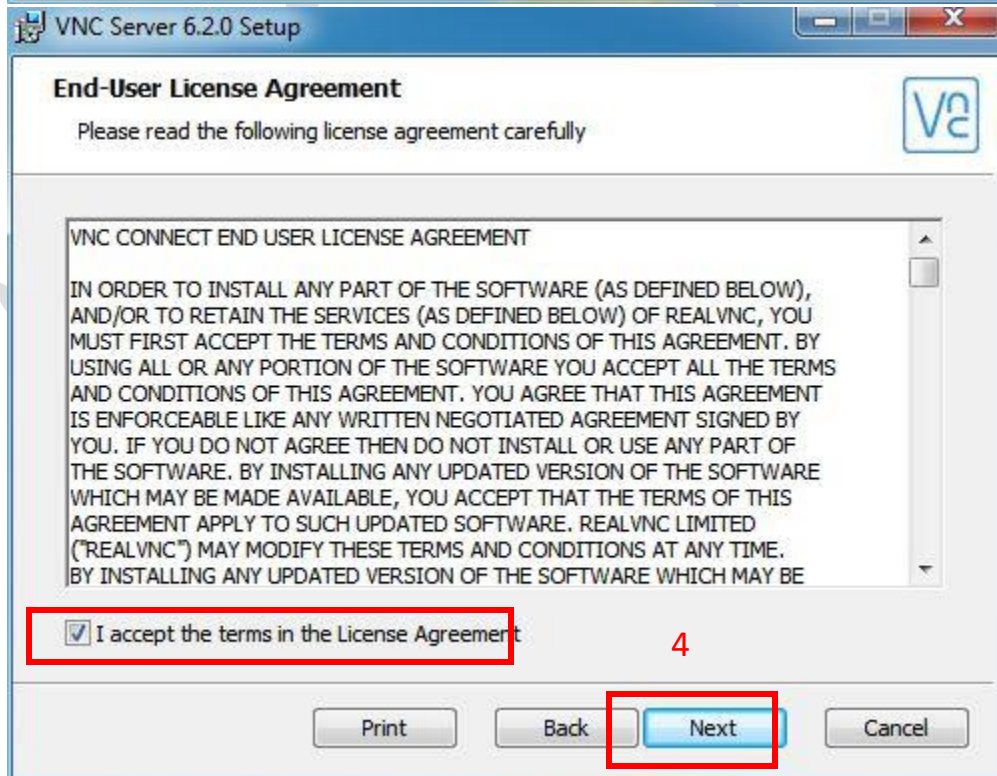 VNC Server 6.2.0 Setup
End-User License Agreement
Please read the following license agreement carefully
VNC
VNC CONNECT END USER LICENSE AGREEMENT
IN ORDER TO INSTALL ANY PART OF THE SOFTWARE (AS DEFINED BELOW),
AND/OR TO RETAIN THE SERVICES (AS DEFINED BELOW) OF REALVNC, YOU
MUST FIRST ACCEPT THE TERMS AND CONDITIONS OF THIS AGREEMENT. BY
USING ALL OR ANY PORTION OF THE SOFTWARE YOU ACCEPT ALL THE TERMS
AND CONDITIONS OF THIS AGREEMENT. YOU AGREE THAT THIS AGREEMENT
IS ENFORCEABLE LIKE ANY WRITTEN NEGOTIATED AGREEMENT SIGNED BY
YOU. IF YOU DO NOT AGREE THEN DO NOT INSTALL OR USE ANY PART OF
THE SOFTWARE. BY INSTALLING ANY UPDATED VERSION OF THE SOFTWARE
WHICH MAY BE MADE AVAILABLE, YOU ACCEPT THAT THE TERMS OF THIS
AGREEMENT APPLY TO SUCH UPDATED SOFTWARE. REALVNC LIMITED
("REALVNC") MAY MODIFY THESE TERMS AND CONDITIONS AT ANY TIME.
BY INSTALLING ANY UPDATED VERSION OF THE SOFTWARE WHICH MAY BE
I accept the terms in the License Agreement
4
Print Back Next Cancel